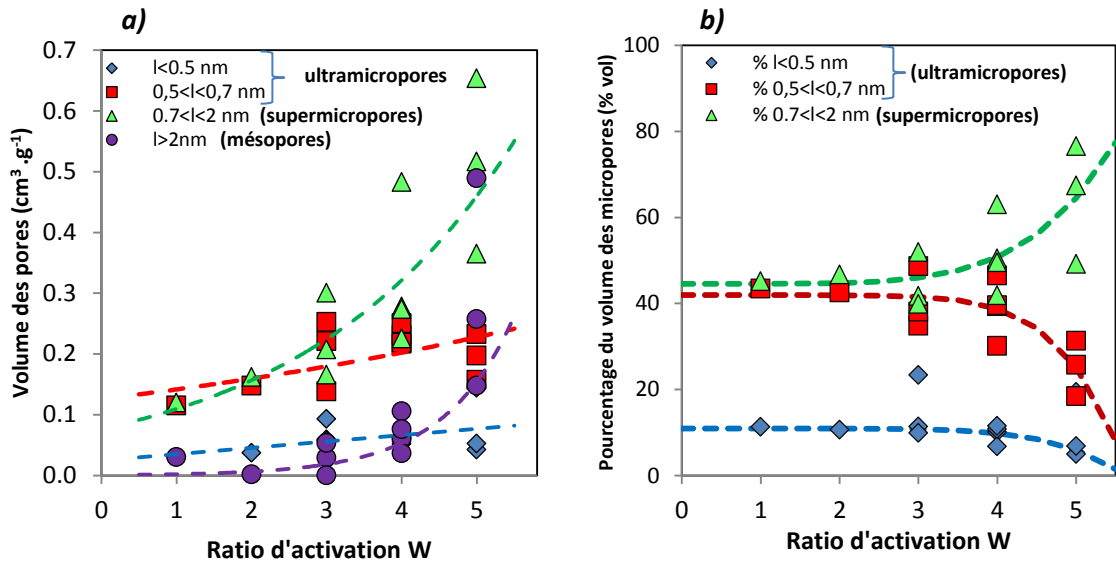 a)
Volume des pores (cm³ .g⁻¹)
0.7
0.6
0.5
0.4
0.3
0.2
0.1
0.0
l<0.5 nm
0,5<l<0,7 nm
ultramicropores
0.7<l<2 nm (supermicropores)
l>2nm (mésopores)
0 1 2 3 4 5
Ratio d'activation W
b)
Pourcentage du volume des micropores (% vol)
100
80
60
40
20
0
% l<0.5 nm
% 0,5<l<0,7 nm
(ultramicropores)
% 0.7<l<2 nm (supermicropores)
0 1 2 3 4 5
Ratio d'activation W